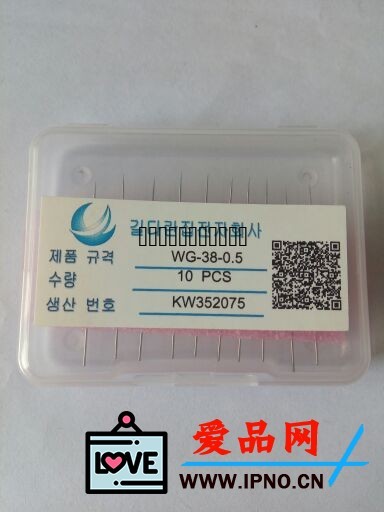 제품 규격 WG-38-0.5
수량 10 PCS
생산 번호 KW352075
LOVE
爱品网
WWW.IPNO.CN